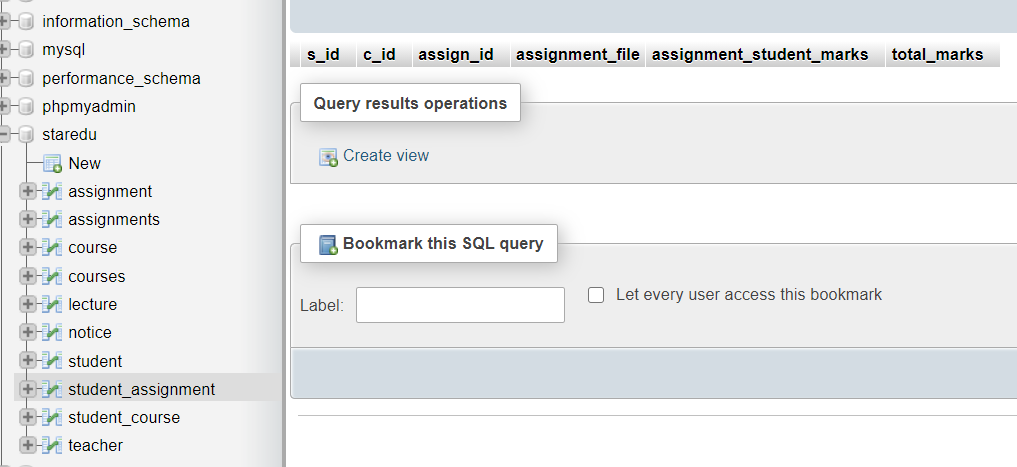 information_schema
mysql
performance_schema
phpmyadmin
staredu
New
assignment
assignments
course
courses
lecture
notice
student
student_assignment
student_course
teacher
s_id c_id assign_id assignment_file assignment_student_marks total_marks
Query results operations
Create view
Bookmark this SQL query
Label:
Let every user access this bookmark